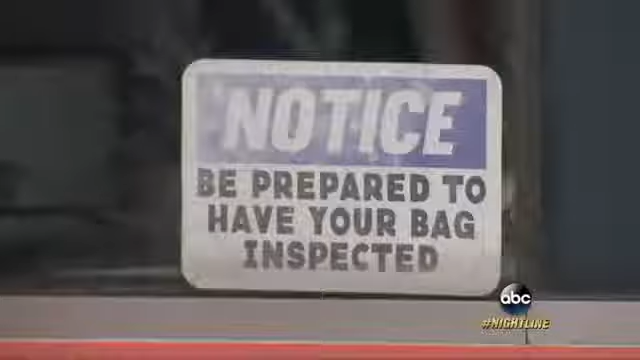 NOTICE
BE PREPARED TO
HAVE YOUR BAG
INSPECTED
abc
#NIGHTLINE